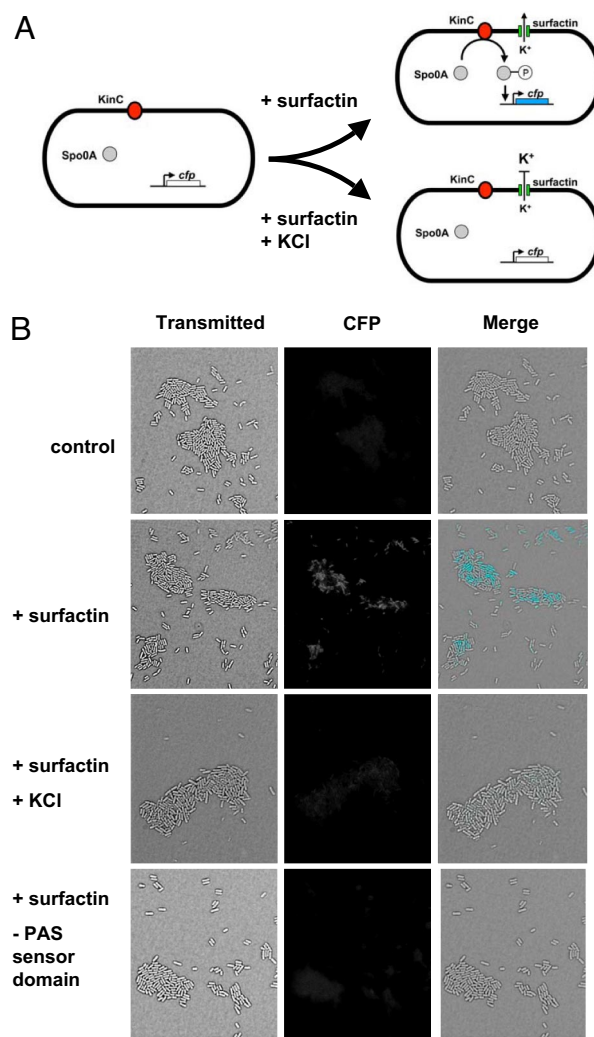 A
KinC
Spo0A
cfp
+ surfactin
+ surfactin
+ KCl
KinC
surfactin
K+
Spo0A
P
cfp
K+
KinC
surfactin
K+
Spo0A
cfp
B
Transmitted CFP Merge
control
+ surfactin
+ surfactin
+ KCl
+ surfactin
- PAS
sensor
domain